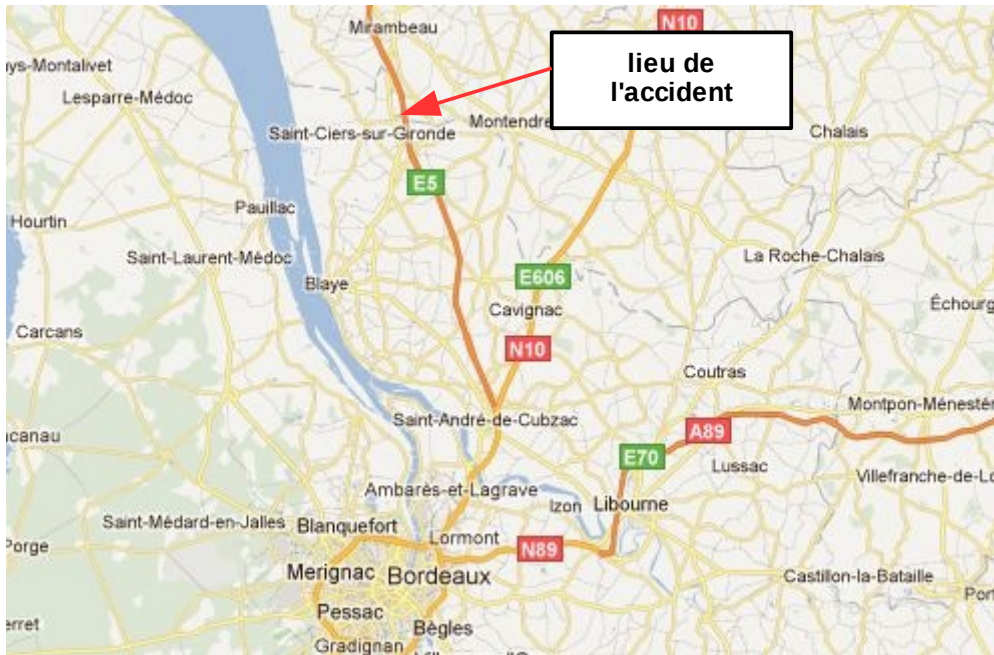 Mirambeau
N10
lieu de
l'accident
ys-Montalivet
Lesparre-Médoc
Saint-Ciers-sur-Gironde
Montendre
Chalais
E5
Pauillac
Hourtin
Saint-Laurent-Médoc
La Roche-Chalais
Blaye
E606
Cavignac
Échourg
Carcans
N10
Coutras
Saint-André-de-Cubzac
Montpon-Ménestér
A89
acanau
E70
Lussac
Villefranche-de-Lo
Ambarès-et-Lagrave
Izon
Libourne
Saint-Médard-en-Jalles
Blanquefort
Lormont
Porge
N89
Merignac
Bordeaux
Castillon-la-Bataille
Port
Pessac
erret
Bègles
Gradignan